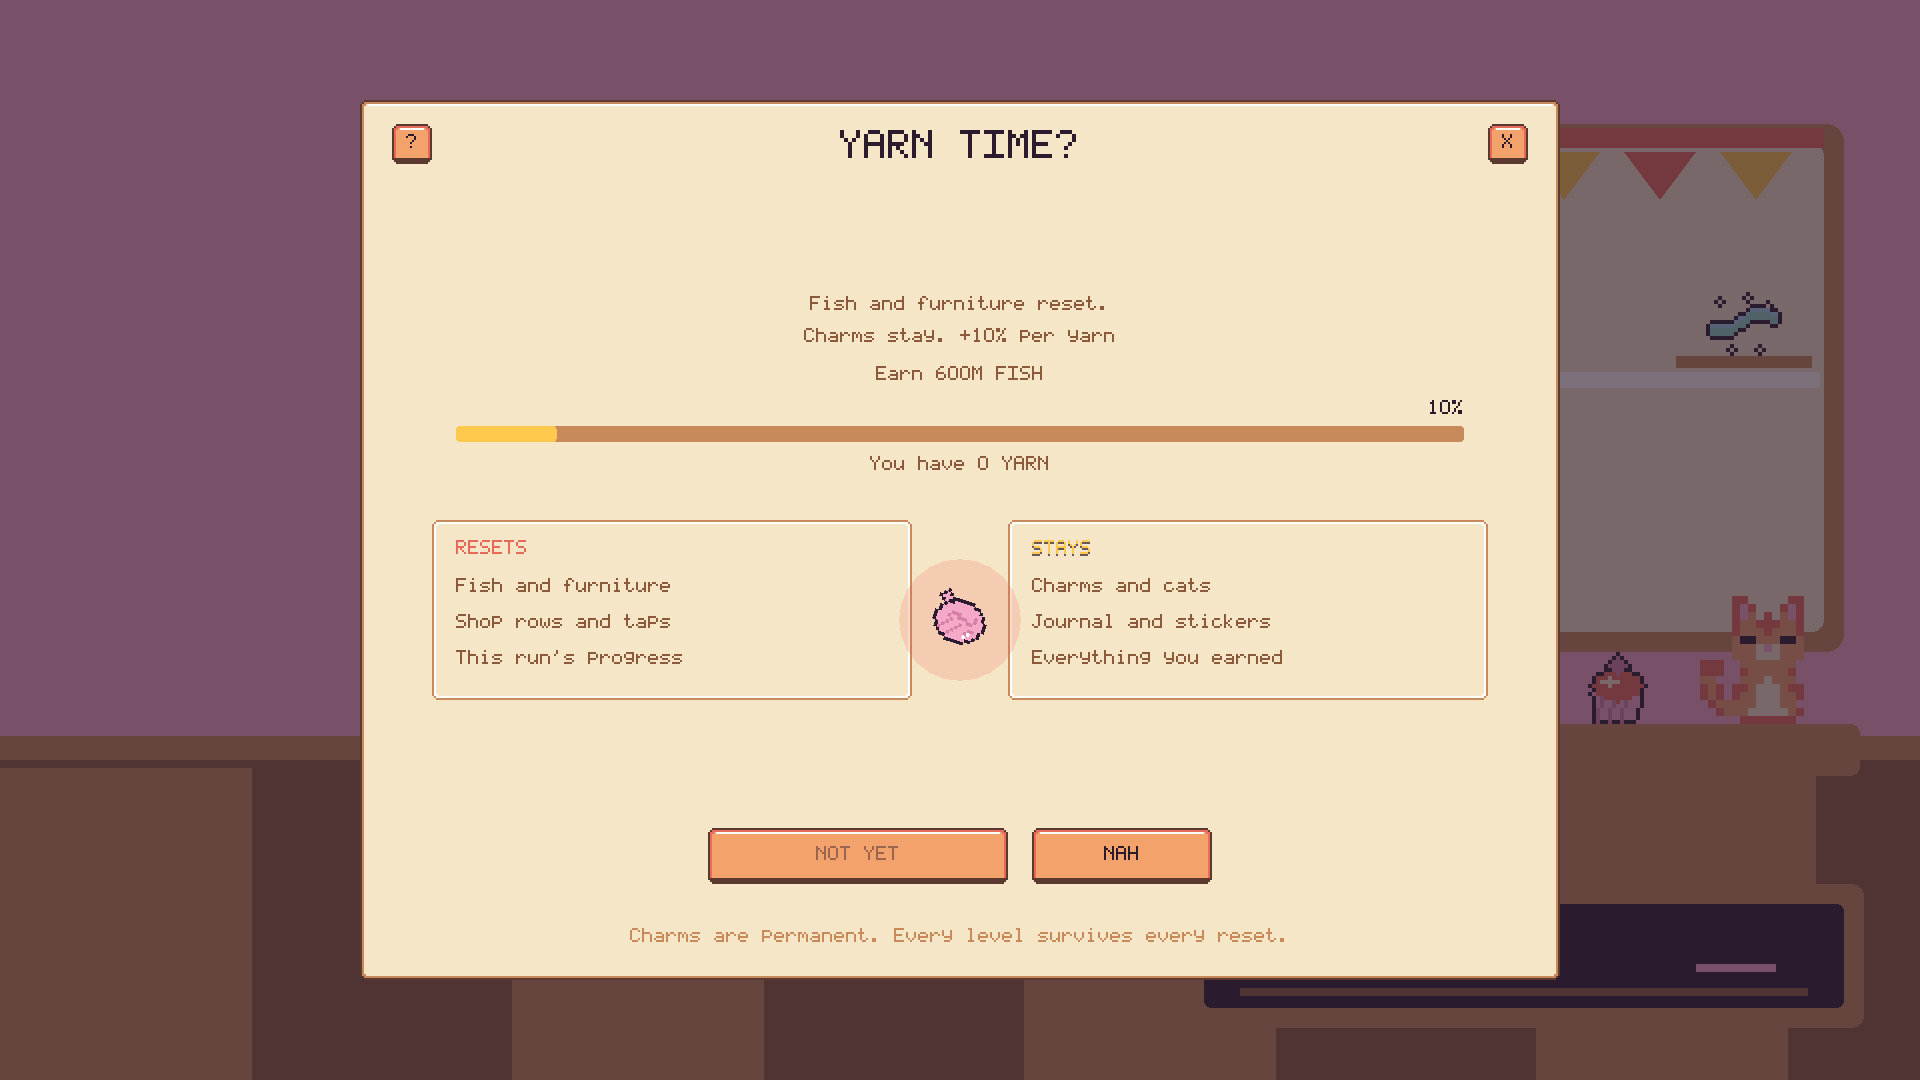 ?
YARN TIME?
X
Fish and furniture reset.
Charms stay. +10% per yarn
Earn 600M FISH
10%
You have 0 YARN
RESETS
Fish and furniture
Shop rows and taps
This run's progress
STAYS
Charms and cats
Journal and stickers
Everything you earned
NOT YET
NAH
Charms are permanent. Every level survives every reset.